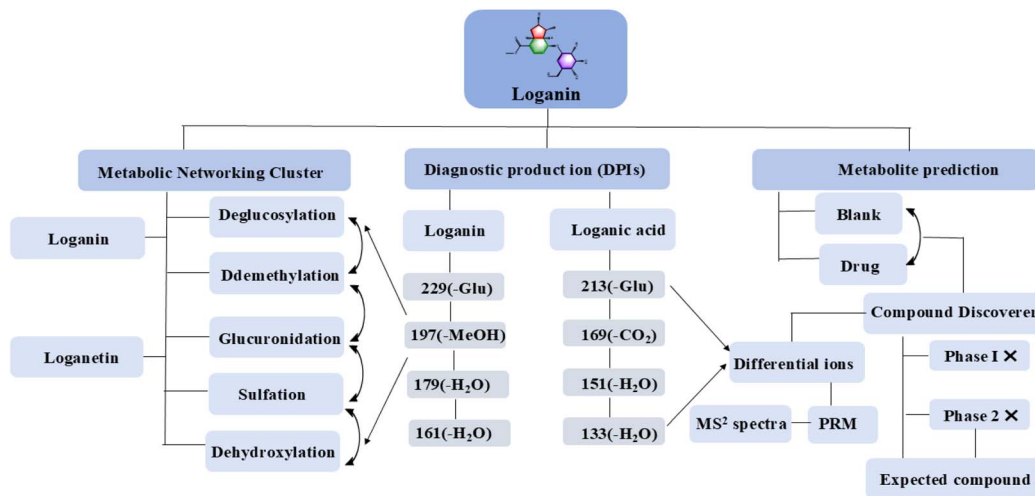 Loganin
Metabolic Networking Cluster
Diagnostic product ion (DPIs)
Metabolite prediction
Loganin
Loganetin
Deglucosylation
Ddemethylation
Glucuronidation
Sulfation
Dehydroxylation
Loganin
229(-Glu)
197(-MeOH)
179(-H₂O)
161(-H₂O)
Loganic acid
213(-Glu)
169(-CO₂)
151(-H₂O)
133(-H₂O)
Blank
Drug
Compound Discoverer
Differential ions
MS² spectra
PRM
Phase I ×
Phase 2 ×
Expected compound